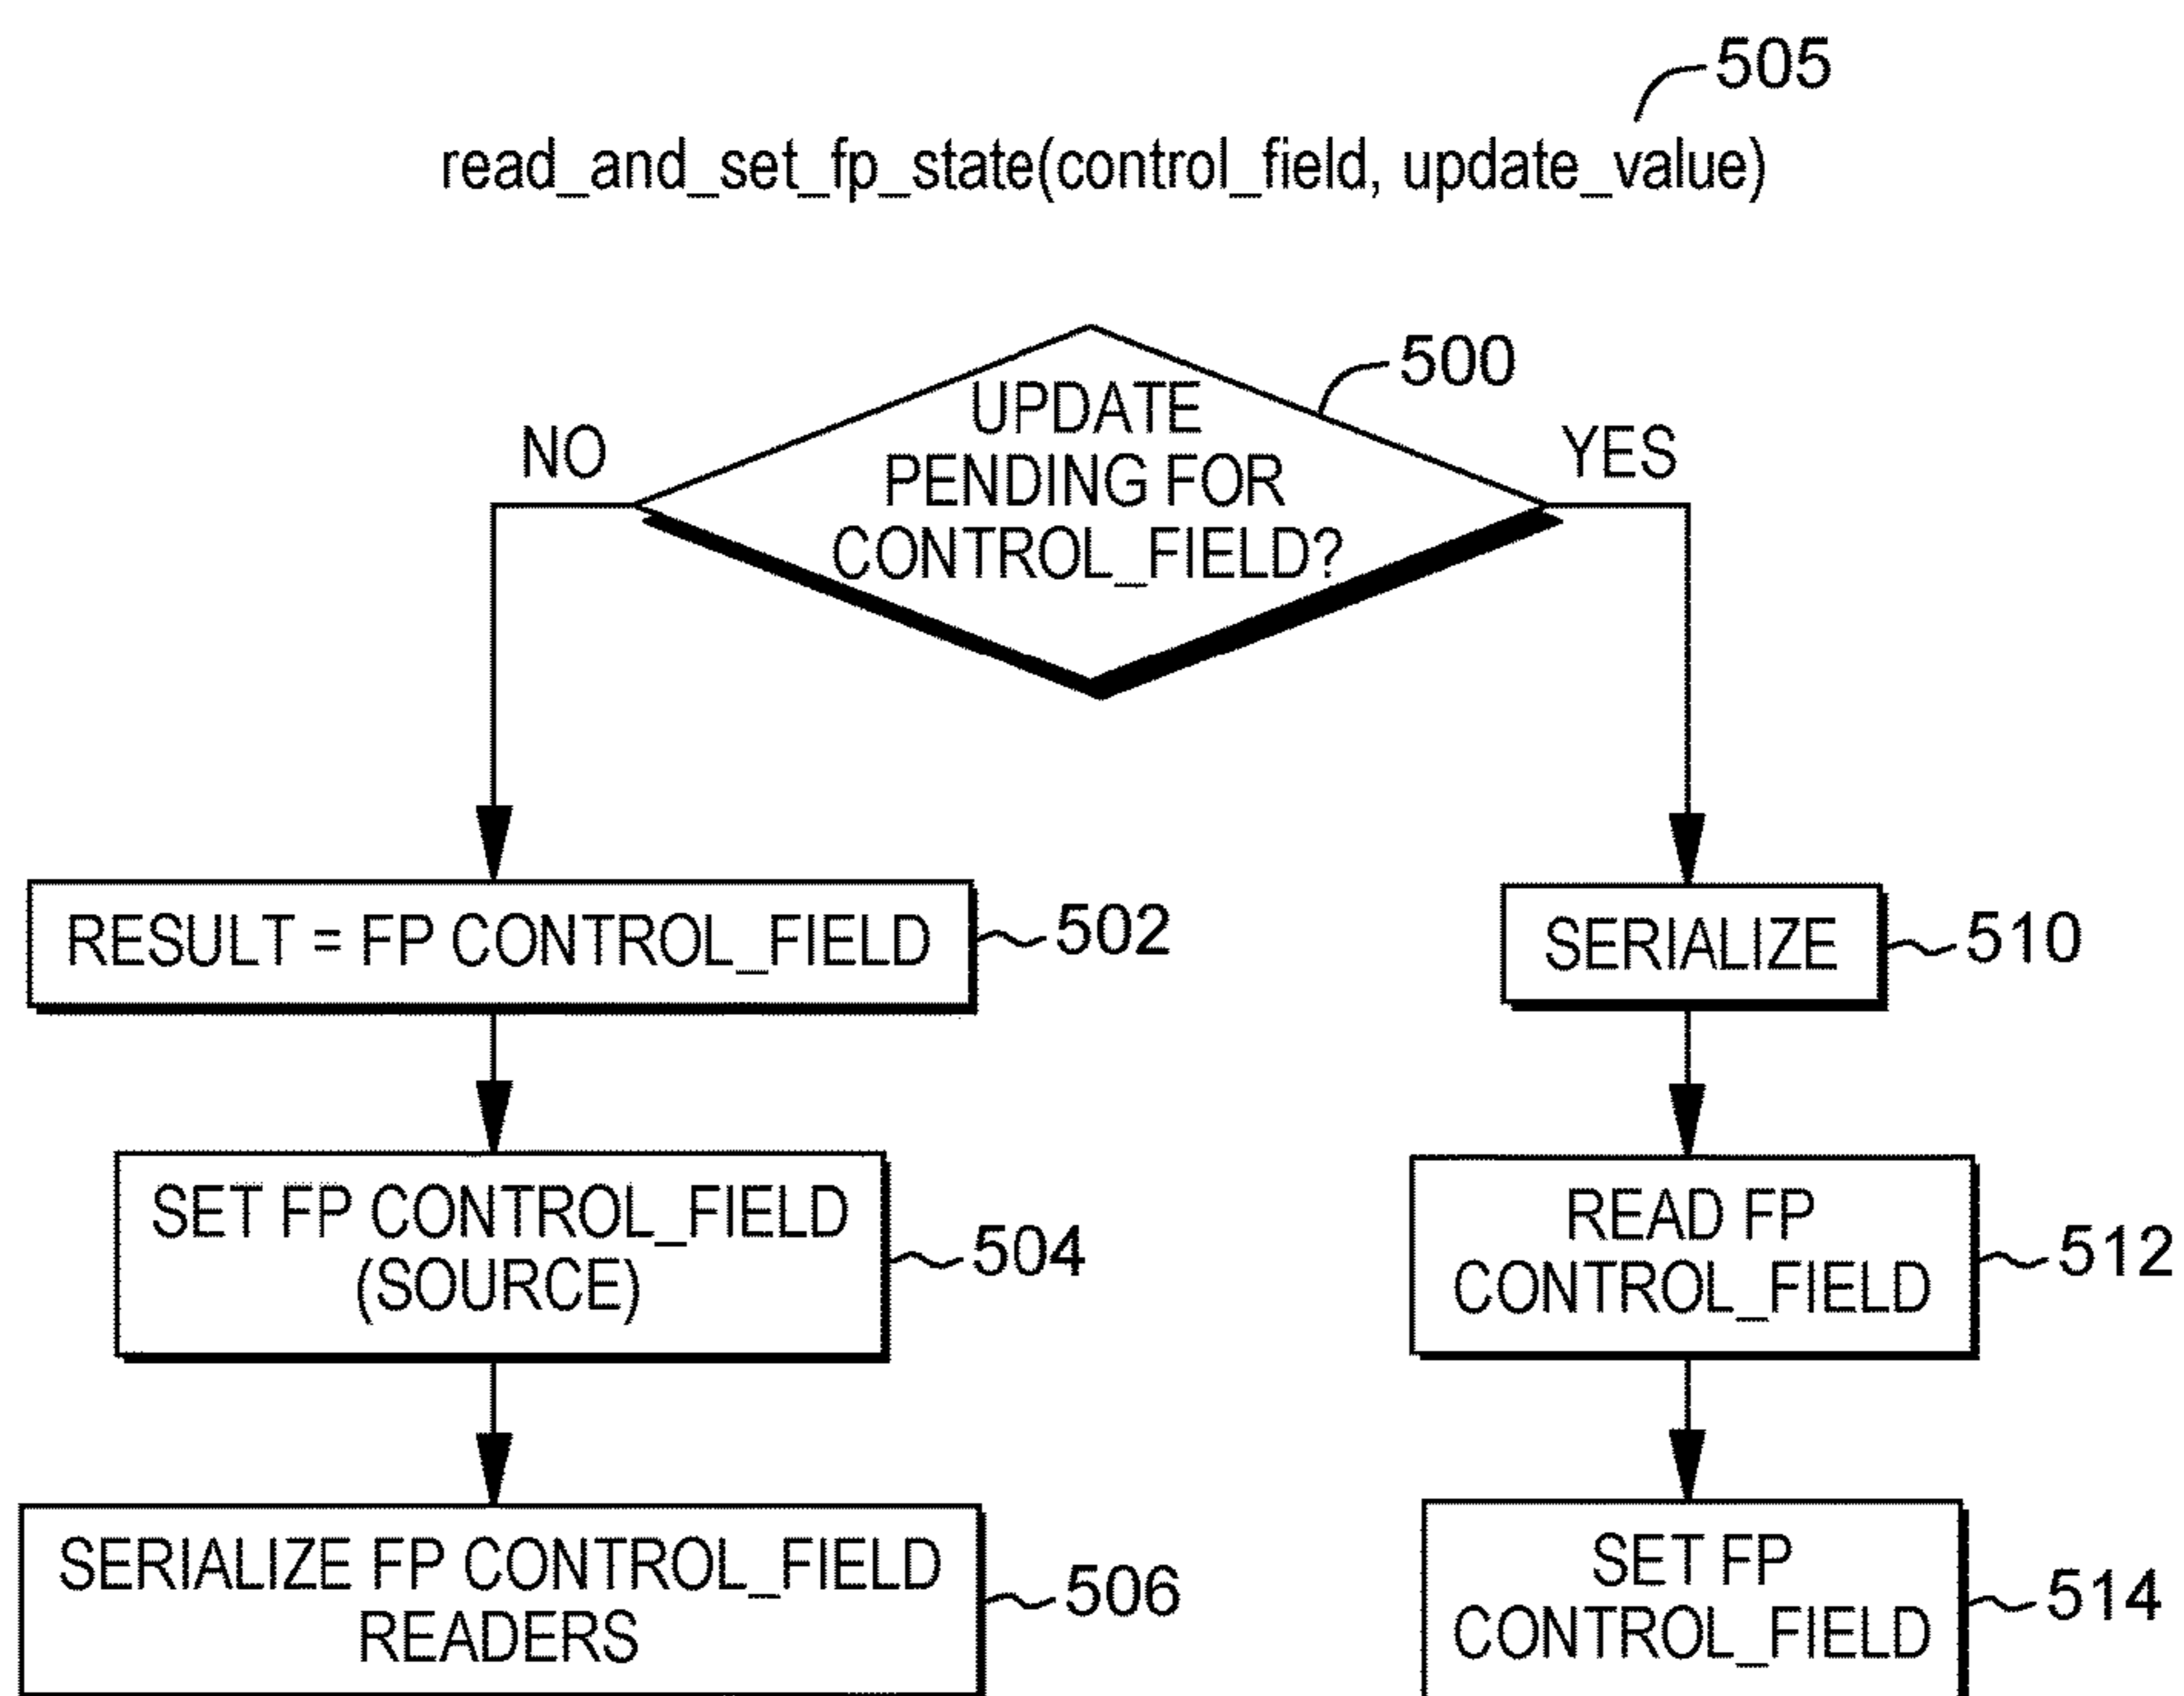 505
read_and_set_fp_state(control_field, update_value)
500
UPDATE
PENDING FOR
CONTROL_FIELD?
NO
YES
RESULT = FP CONTROL_FIELD
502
SERIALIZE
510
SET FP CONTROL_FIELD
(SOURCE)
504
READ FP
CONTROL_FIELD
512
SERIALIZE FP CONTROL_FIELD
READERS
506
SET FP
CONTROL_FIELD
514